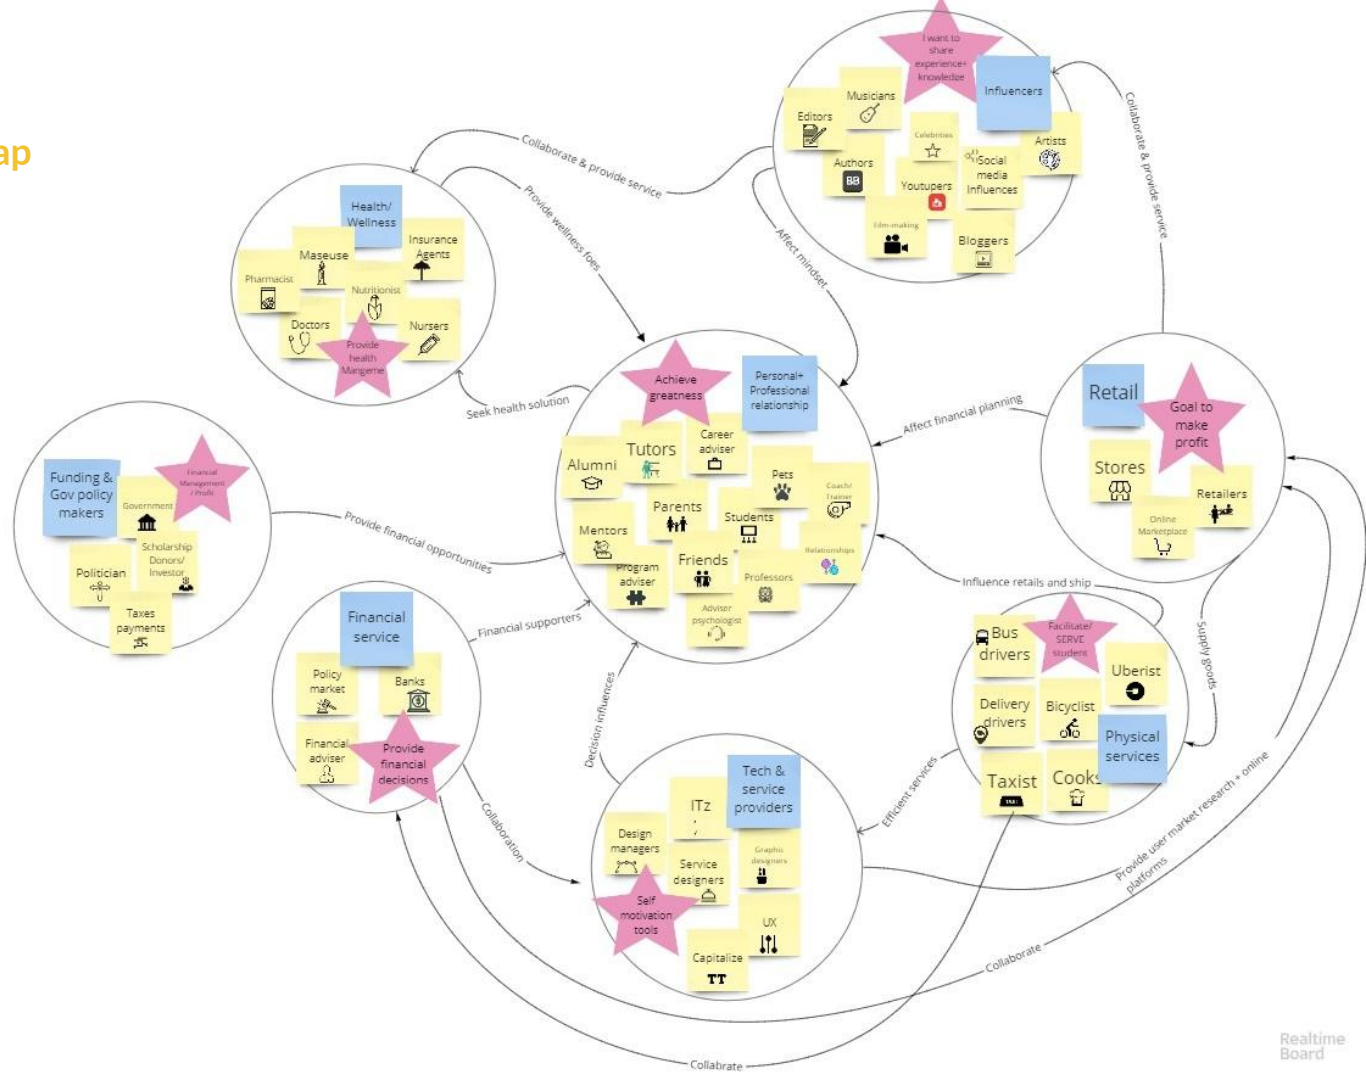 ap
I want to
share
experience+
knowledge
Influencers
Musicians
Editors
Celebrities
Artists
Authors
Social
media
Influences
Youtupers
film-making
Bloggers
Collaborate & provide service
Collaborate & provide service
Affect mindset
Provide wellness foes
Health/
Wellness
Insurance
Agents
Maseuse
Pharmacist
Nutritionist
Doctors
Nursers
Provide
health
Mangeme
Seek health solution
Achieve
greatness
Personal+
Professional
relationship
Career
adviser
Tutors
Alumni
Pets
Coach/
Trainer
Parents
Students
Mentors
Relationships
Friends
Program
adviser
Professors
Adviser
psychologist
Affect financial planning
Retail
Goal to
make
profit
Stores
Retailers
Online
Marketplace
Funding &
Gov policy
makers
Financial
Management
/ Profit
Government
Scholarship
Donors/
Investor
Politician
Taxes
payments
Provide financial opportunities
Financial
service
Policy
market
Banks
Financial
adviser
Provide
financial
decisions
Financial supporters
Decision influences
Collaboration
Influence retails and ship
Supply goods
Facilitate/
SERVE
student
Bus
drivers
Uberist
Delivery
drivers
Bicyclist
Physical
services
Taxist
TAXI
Cooks
Efficient services
Tech &
service
providers
ITz
Design
managers
Service
designers
Graphic
designers
Self
motivation
tools
UX
Capitalize
TT
Provide user market research + online
platforms
Collaborate
Collabrate
Realtime
Board